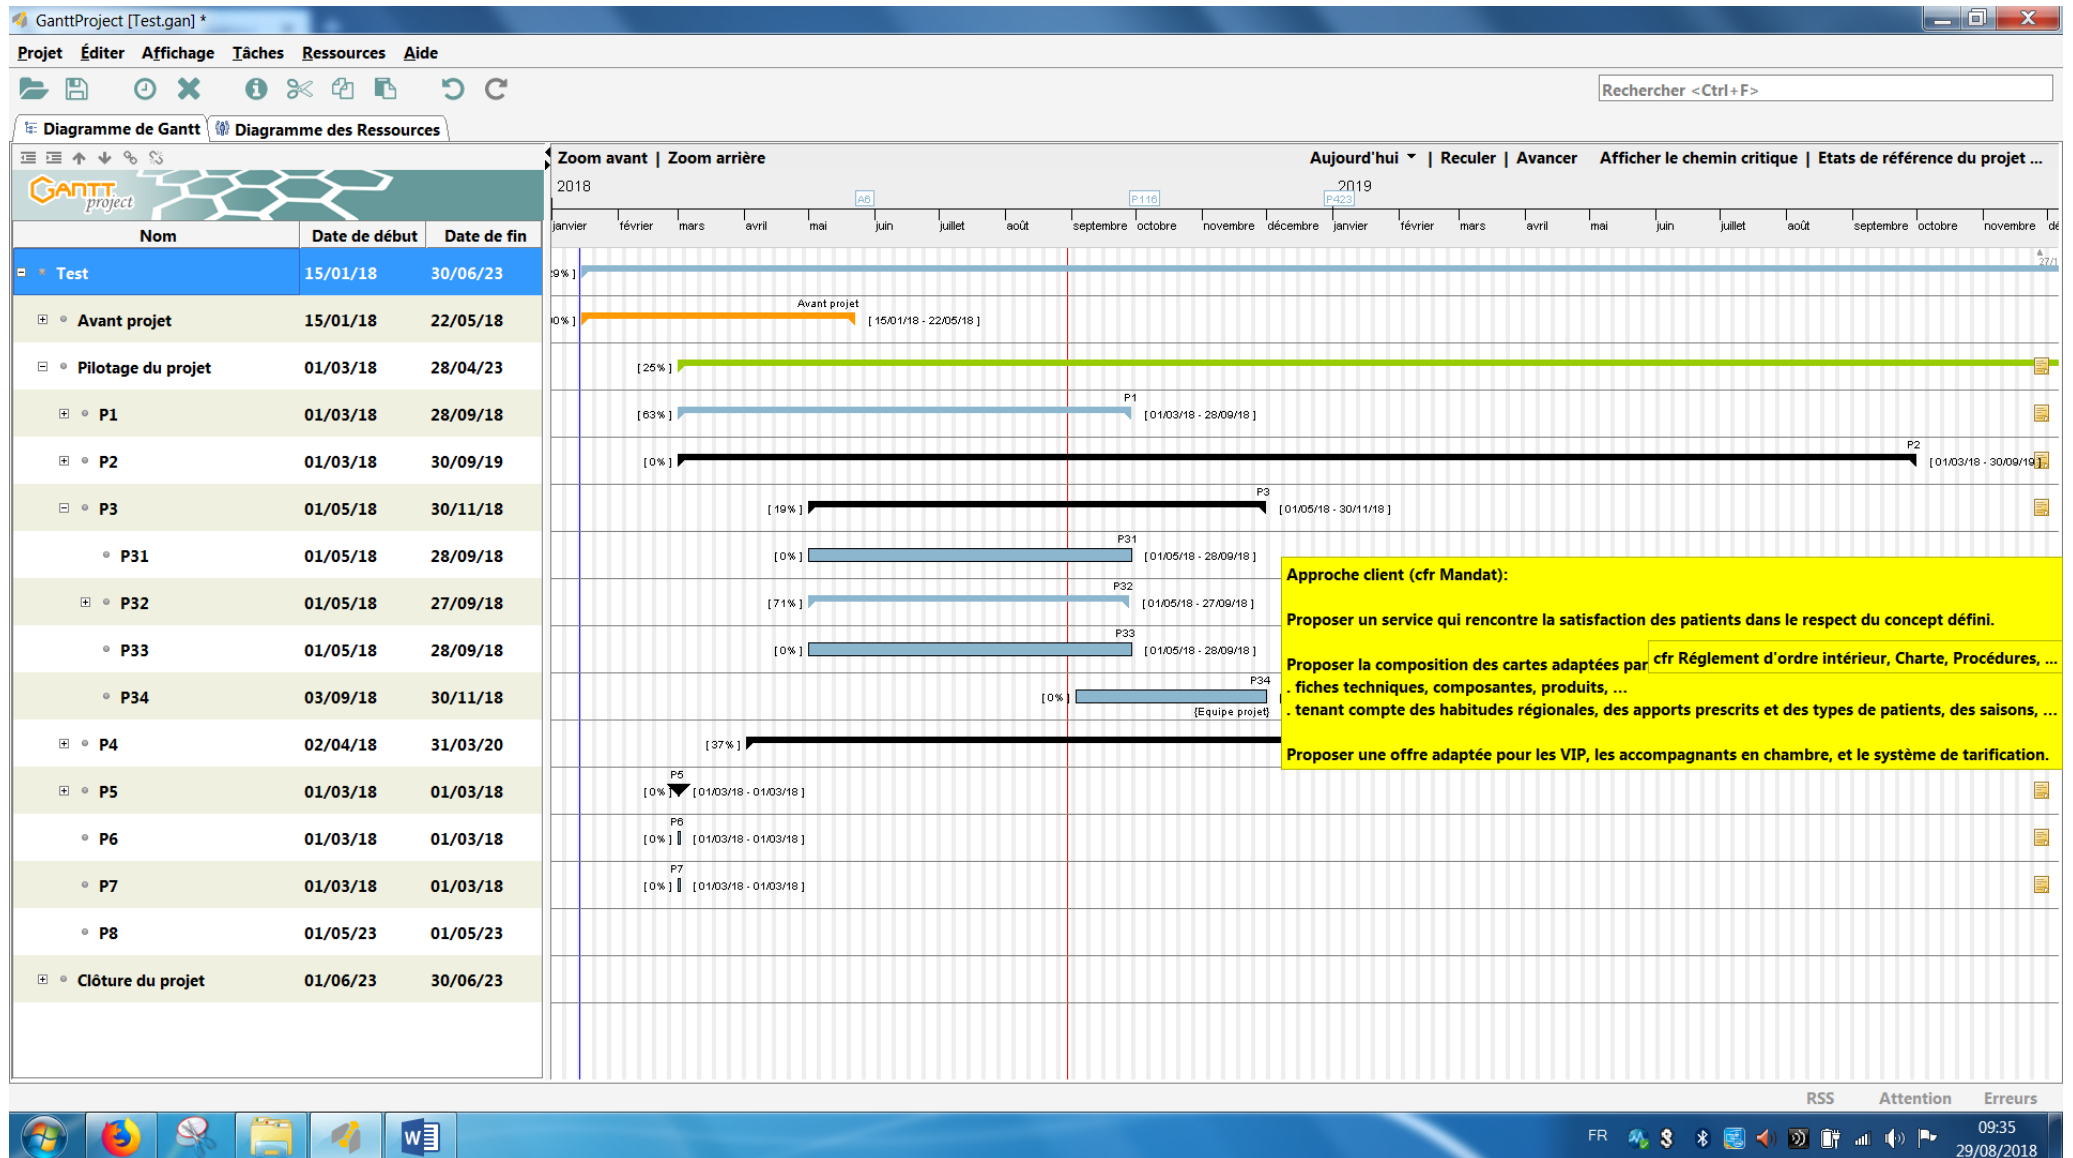 GanttProject [Test.gan] *
Projet Éditer Affichage Tâches Ressources Aide
Rechercher <Ctrl+F>
Diagramme de Gantt Diagramme des Ressources
Zoom avant | Zoom arrière Aujourd'hui | Reculer | Avancer Afficher le chemin critique | Etats de référence du projet ...
GANTT project
2018 2019
A6 P116 P423
janvier février mars avril mai juin juillet août septembre octobre novembre décembre janvier février mars avril mai juin juillet août septembre octobre novembre dé
Nom Date de début Date de fin
Test 15/01/18 30/06/23 9% ] 27/1
Avant projet
Avant projet 15/01/18 22/05/18 0% ] [ 15/01/18 - 22/05/18 ]
Pilotage du projet 01/03/18 28/04/23 [ 25% ]
P1
P1 01/03/18 28/09/18 [ 63% ] [ 01/03/18 - 28/09/18 ]
P2
P2 01/03/18 30/09/19 [ 0% ] [ 01/03/18 - 30/09/19 ]
P3
P3 01/05/18 30/11/18 [ 19% ] [ 01/05/18 - 30/11/18 ]
P31
P31 01/05/18 28/09/18 [ 0% ] [ 01/05/18 - 28/09/18 ]
P32
P32 01/05/18 27/09/18 [ 71% ] [ 01/05/18 - 27/09/18 ]
P33
P33 01/05/18 28/09/18 [ 0% ] [ 01/05/18 - 28/09/18 ]
P34
P34 03/09/18 30/11/18 [ 0% ] [
{Equipe projet}
P4 02/04/18 31/03/20 [ 37% ]
P5
P5 01/03/18 01/03/18 [ 0% ] [ 01/03/18 - 01/03/18 ]
P6
P6 01/03/18 01/03/18 [ 0% ] [ 01/03/18 - 01/03/18 ]
P7
P7 01/03/18 01/03/18 [ 0% ] [ 01/03/18 - 01/03/18 ]
P8 01/05/23 01/05/23
Clôture du projet 01/06/23 30/06/23
Approche client (cfr Mandat):
Proposer un service qui rencontre la satisfaction des patients dans le respect du concept défini.
Proposer la composition des cartes adaptées par
cfr Réglement d'ordre intérieur, Charte, Procédures, ...
. fiches techniques, composantes, produits, ...
. tenant compte des habitudes régionales, des apports prescrits et des types de patients, des saisons, ...
Proposer une offre adaptée pour les VIP, les accompagnants en chambre, et le système de tarification.
RSS Attention Erreurs
FR
09:35
29/08/2018